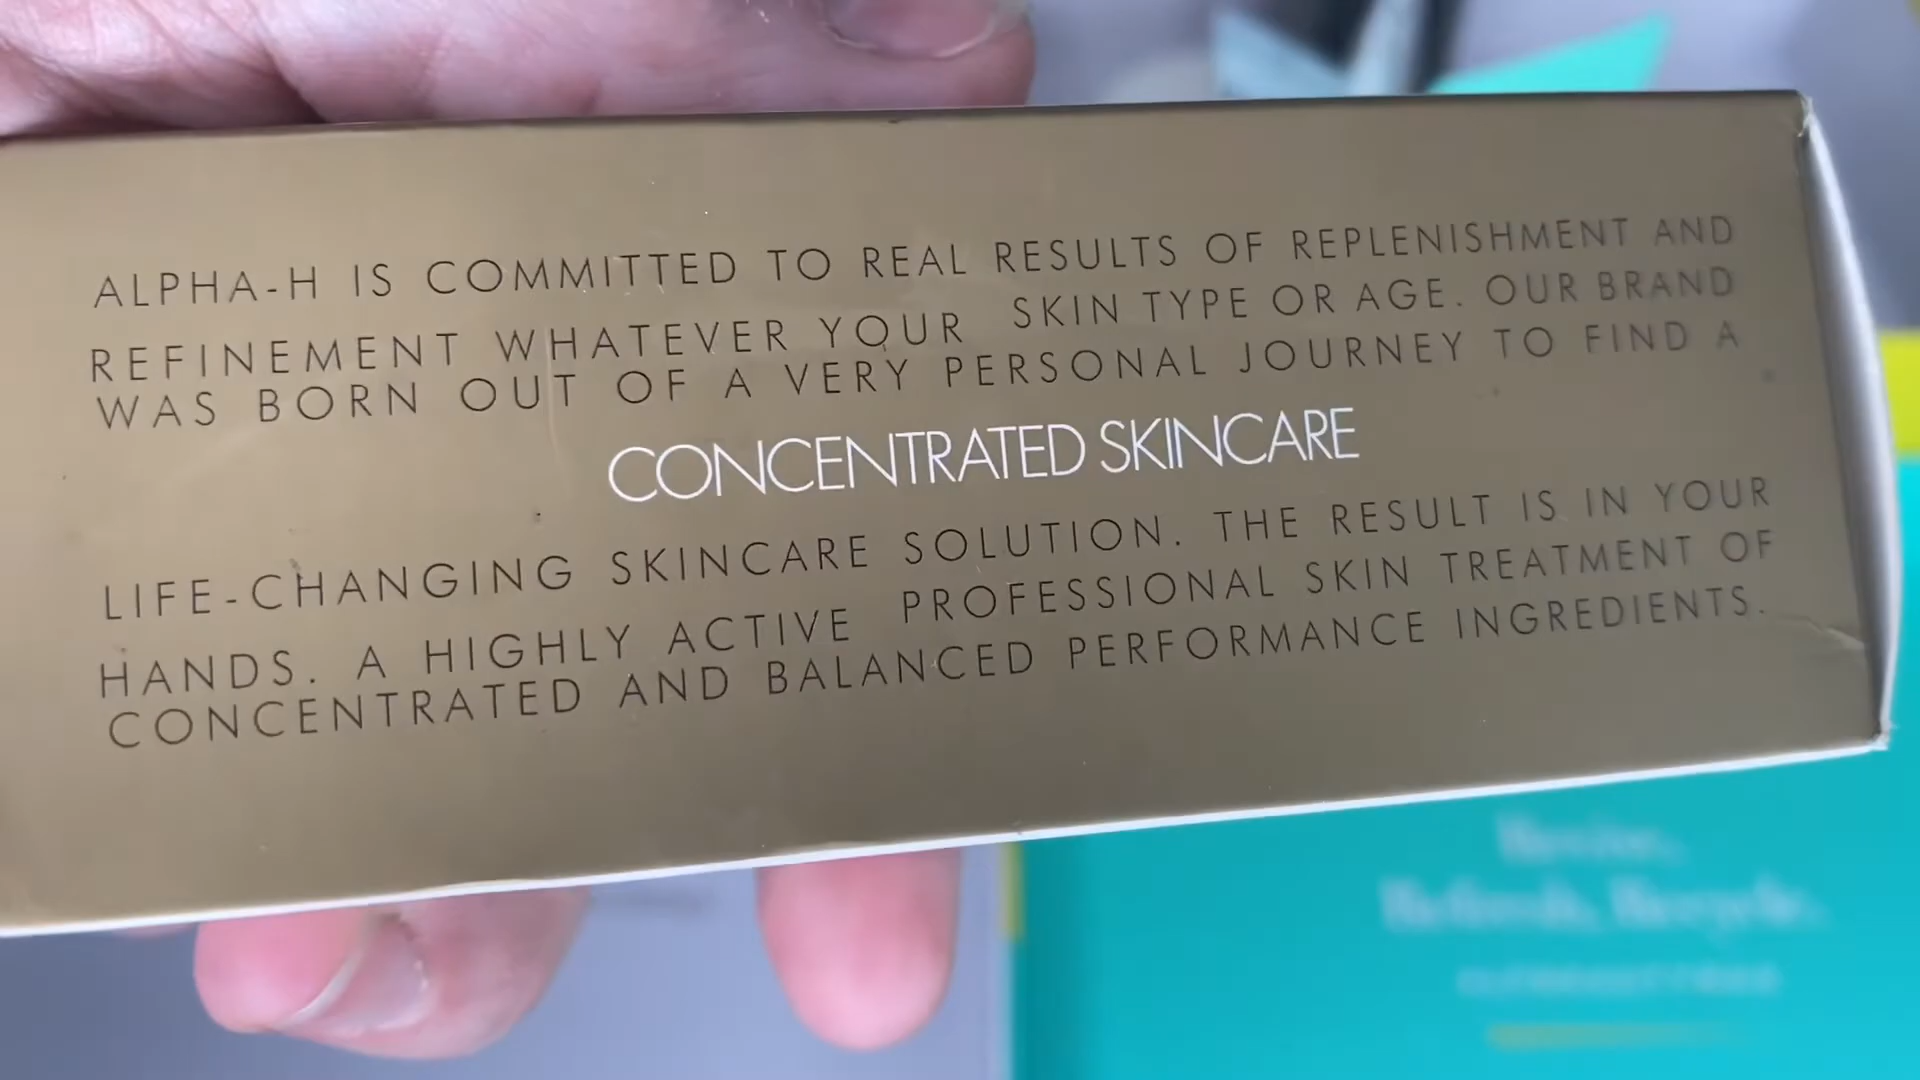 ALPHA-H IS COMMITTED TO REAL RESULTS OF REPLENISHMENT AND
REFINEMENT WHATEVER YOUR SKIN TYPE OR AGE. OUR BRAND
WAS BORN OUT OF A VERY PERSONAL JOURNEY TO FIND A
CONCENTRATED SKINCARE
LIFE-CHANGING SKINCARE SOLUTION. THE RESULT IS IN YOUR
HANDS. A HIGHLY ACTIVE PROFESSIONAL SKIN TREATMENT OF
CONCENTRATED AND BALANCED PERFORMANCE INGREDIENTS.